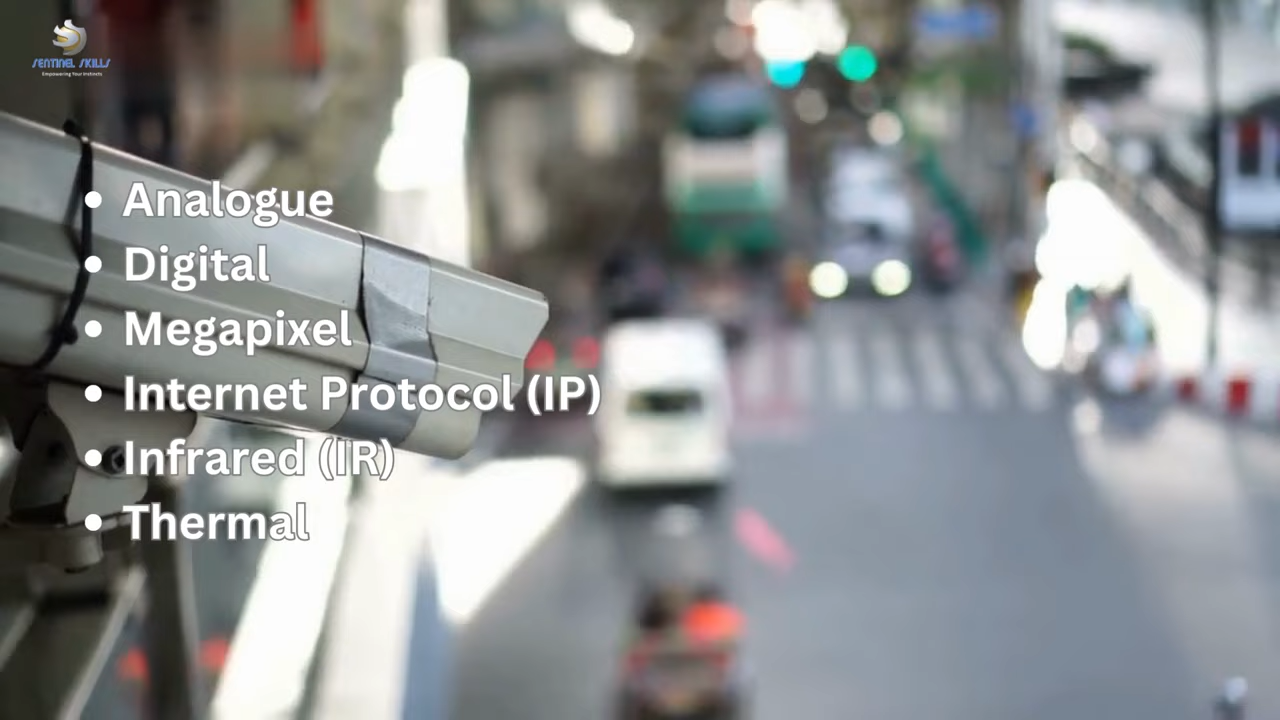 SENTINEL SKILLS
Empowering Your Instincts
• Analogue
• Digital
• Megapixel
• Internet Protocol (IP)
• Infrared (IR)
• Thermal